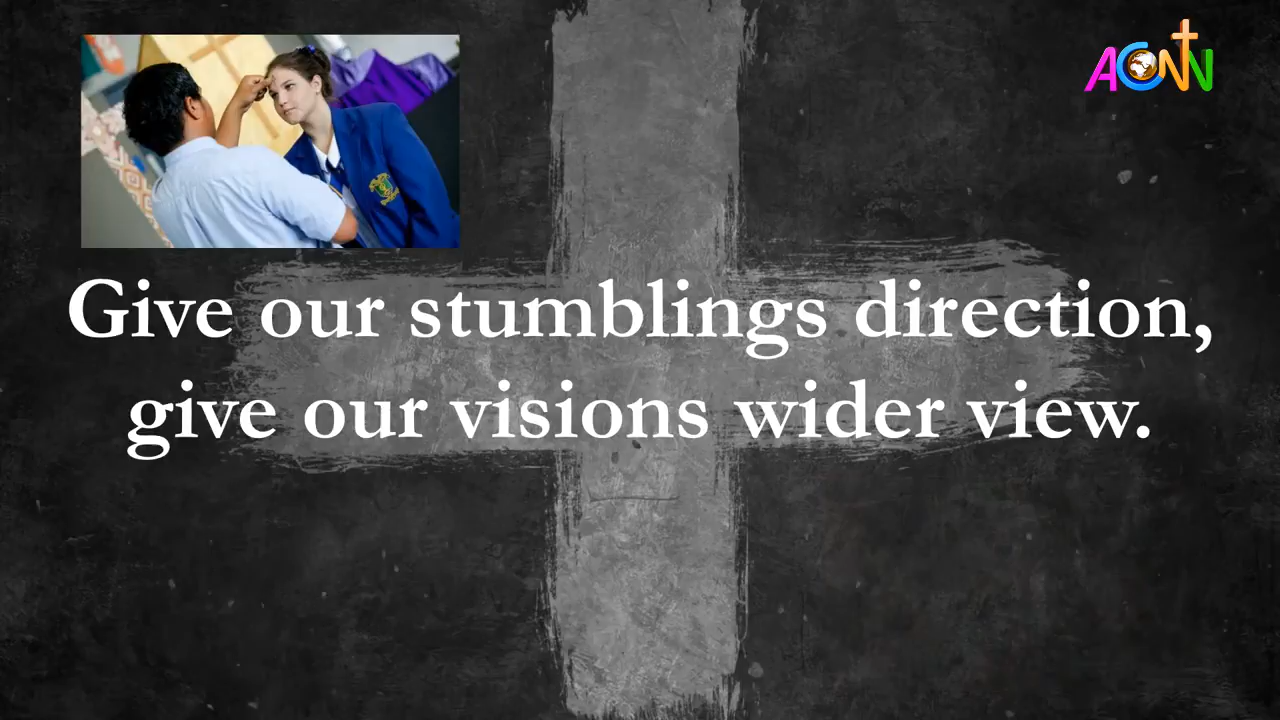 ACNN
Give our stumblings direction,
give our visions wider view.